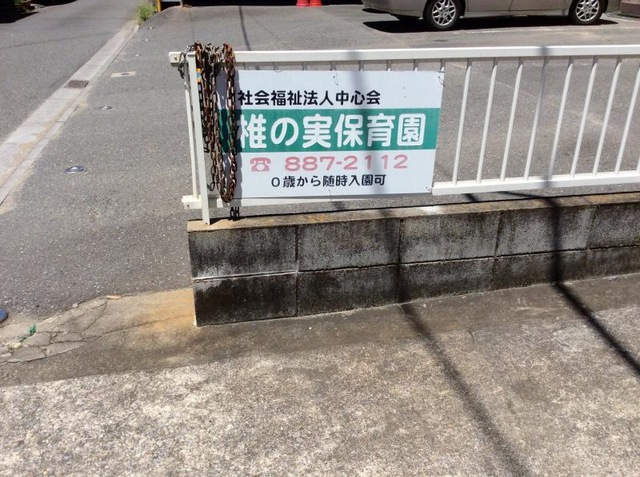 社会福祉法人中心会
椎の実保育園
☎ 887-2112
0歳から随時入園可